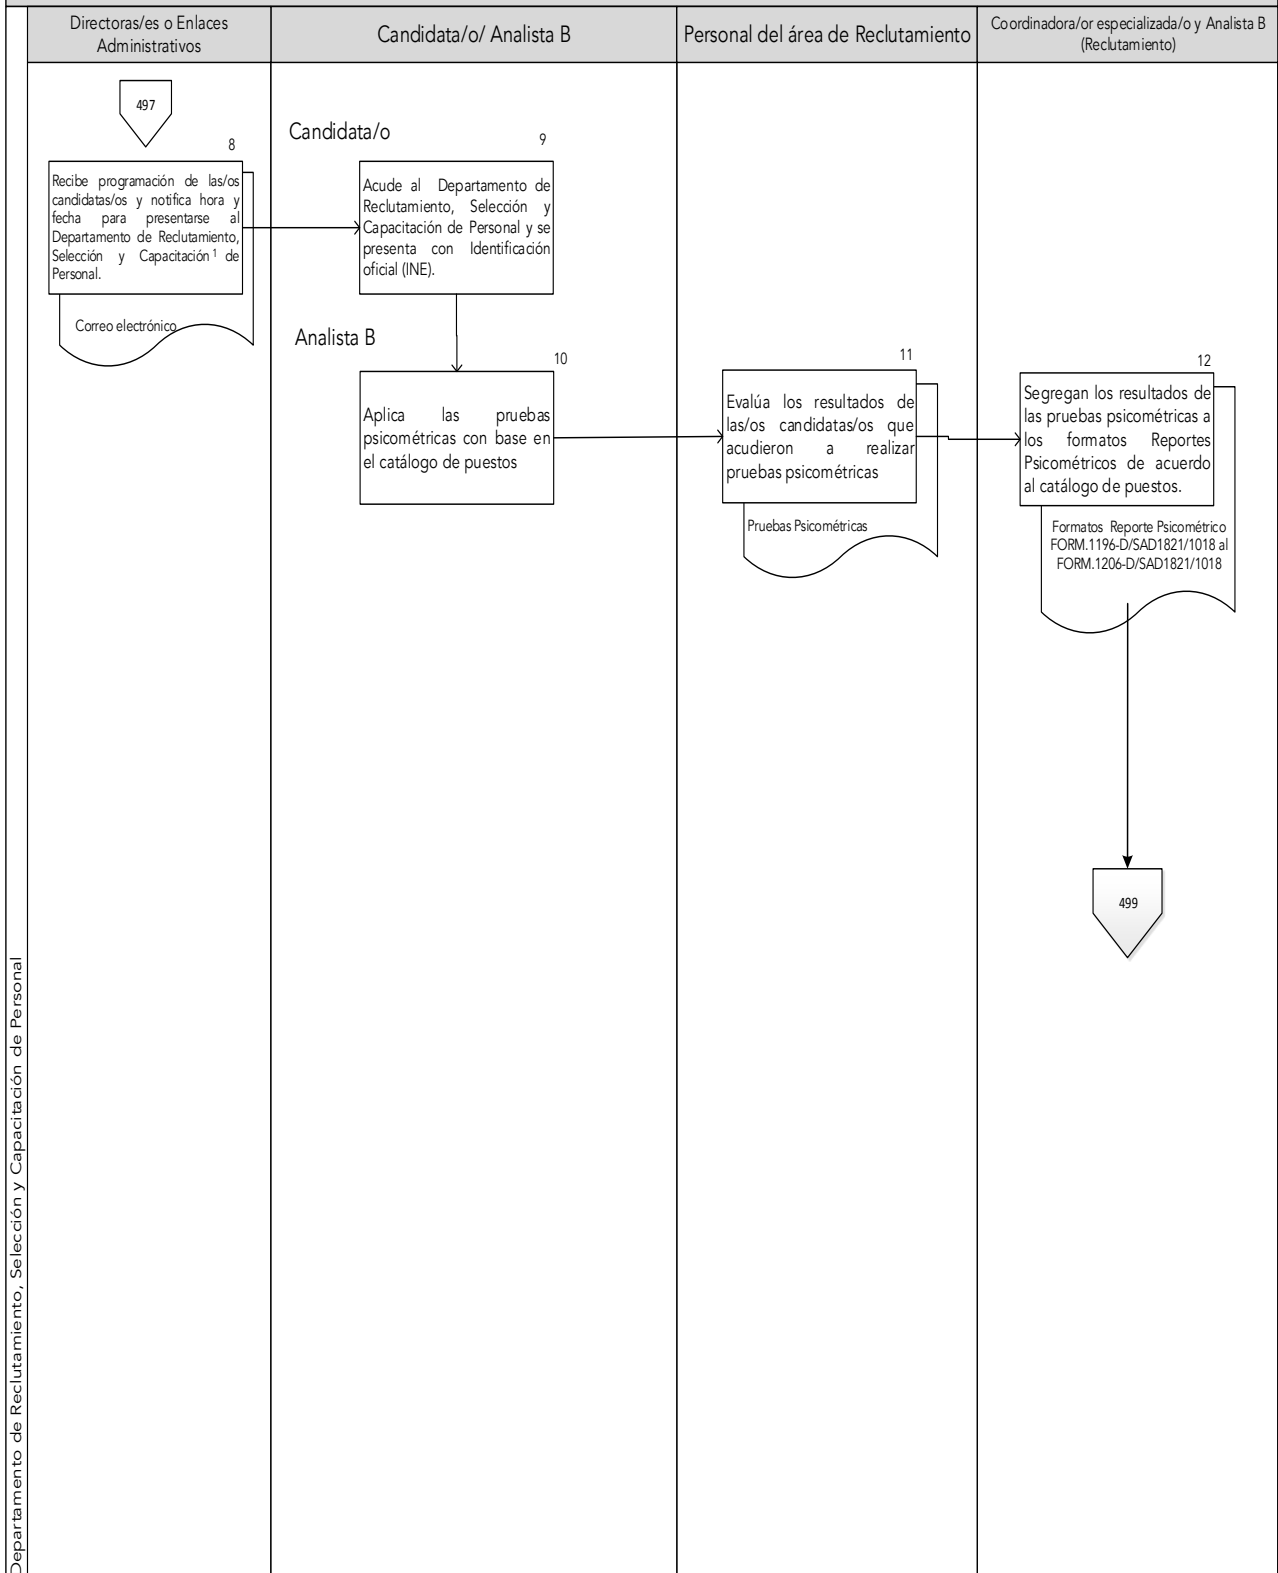 Directoras/es o Enlaces
Administrativos
Candidata/o/ Analista B
Personal del área de Reclutamiento
Coordinadora/or especializada/o y Analista B
(Reclutamiento)
497
8
Recibe programación de las/os
candidatas/os y notifica hora y
fecha para presentarse al
Departamento de Reclutamiento,
Selección y Capacitación 1 de
Personal.
Correo electrónico
Candidata/o
9
Acude al Departamento de
Reclutamiento, Selección y
Capacitación de Personal y se
presenta con Identificación
oficial (INE).
Analista B
10
Aplica las pruebas
psicométricas con base en
el catálogo de puestos
11
Evalúa los resultados de
las/os candidatas/os que
acudieron a realizar
pruebas psicométricas
Pruebas Psicométricas
12
Segregan los resultados de
las pruebas psicométricas a
los formatos Reportes
Psicométricos de acuerdo
al catálogo de puestos.
Formatos Reporte Psicométrico
FORM.1196-D/SAD1821/1018 al
FORM.1206-D/SAD1821/1018
499
Departamento de Reclutamiento, Selección y Capacitación de Personal